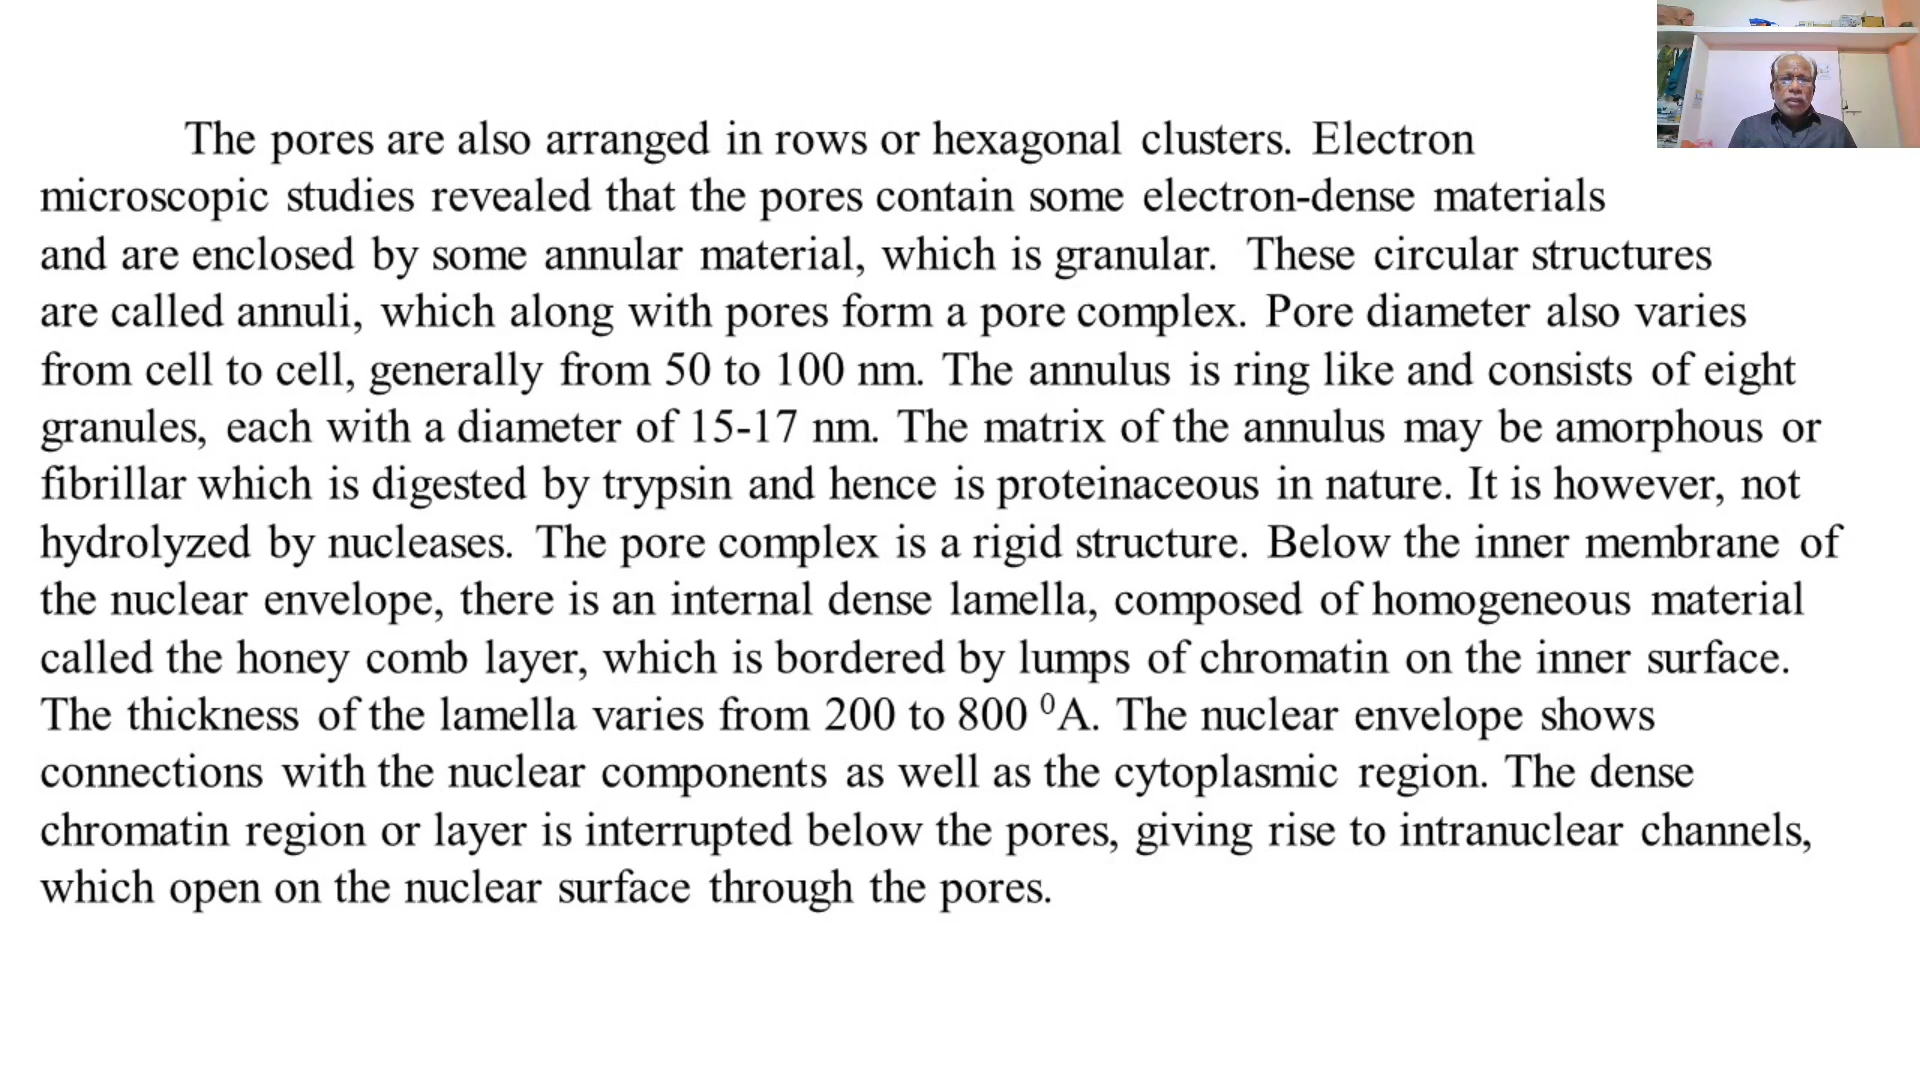 The pores are also arranged in rows or hexagonal clusters. Electron
microscopic studies revealed that the pores contain some electron-dense materials
and are enclosed by some annular material, which is granular. These circular structures
are called annuli, which along with pores form a pore complex. Pore diameter also varies
from cell to cell, generally from 50 to 100 nm. The annulus is ring like and consists of eight
granules, each with a diameter of 15-17 nm. The matrix of the annulus may be amorphous or
fibrillar which is digested by trypsin and hence is proteinaceous in nature. It is however, not
hydrolyzed by nucleases. The pore complex is a rigid structure. Below the inner membrane of
the nuclear envelope, there is an internal dense lamella, composed of homogeneous material
called the honey comb layer, which is bordered by lumps of chromatin on the inner surface.
The thickness of the lamella varies from 200 to 800 ⁰A. The nuclear envelope shows
connections with the nuclear components as well as the cytoplasmic region. The dense
chromatin region or layer is interrupted below the pores, giving rise to intranuclear channels,
which open on the nuclear surface through the pores.